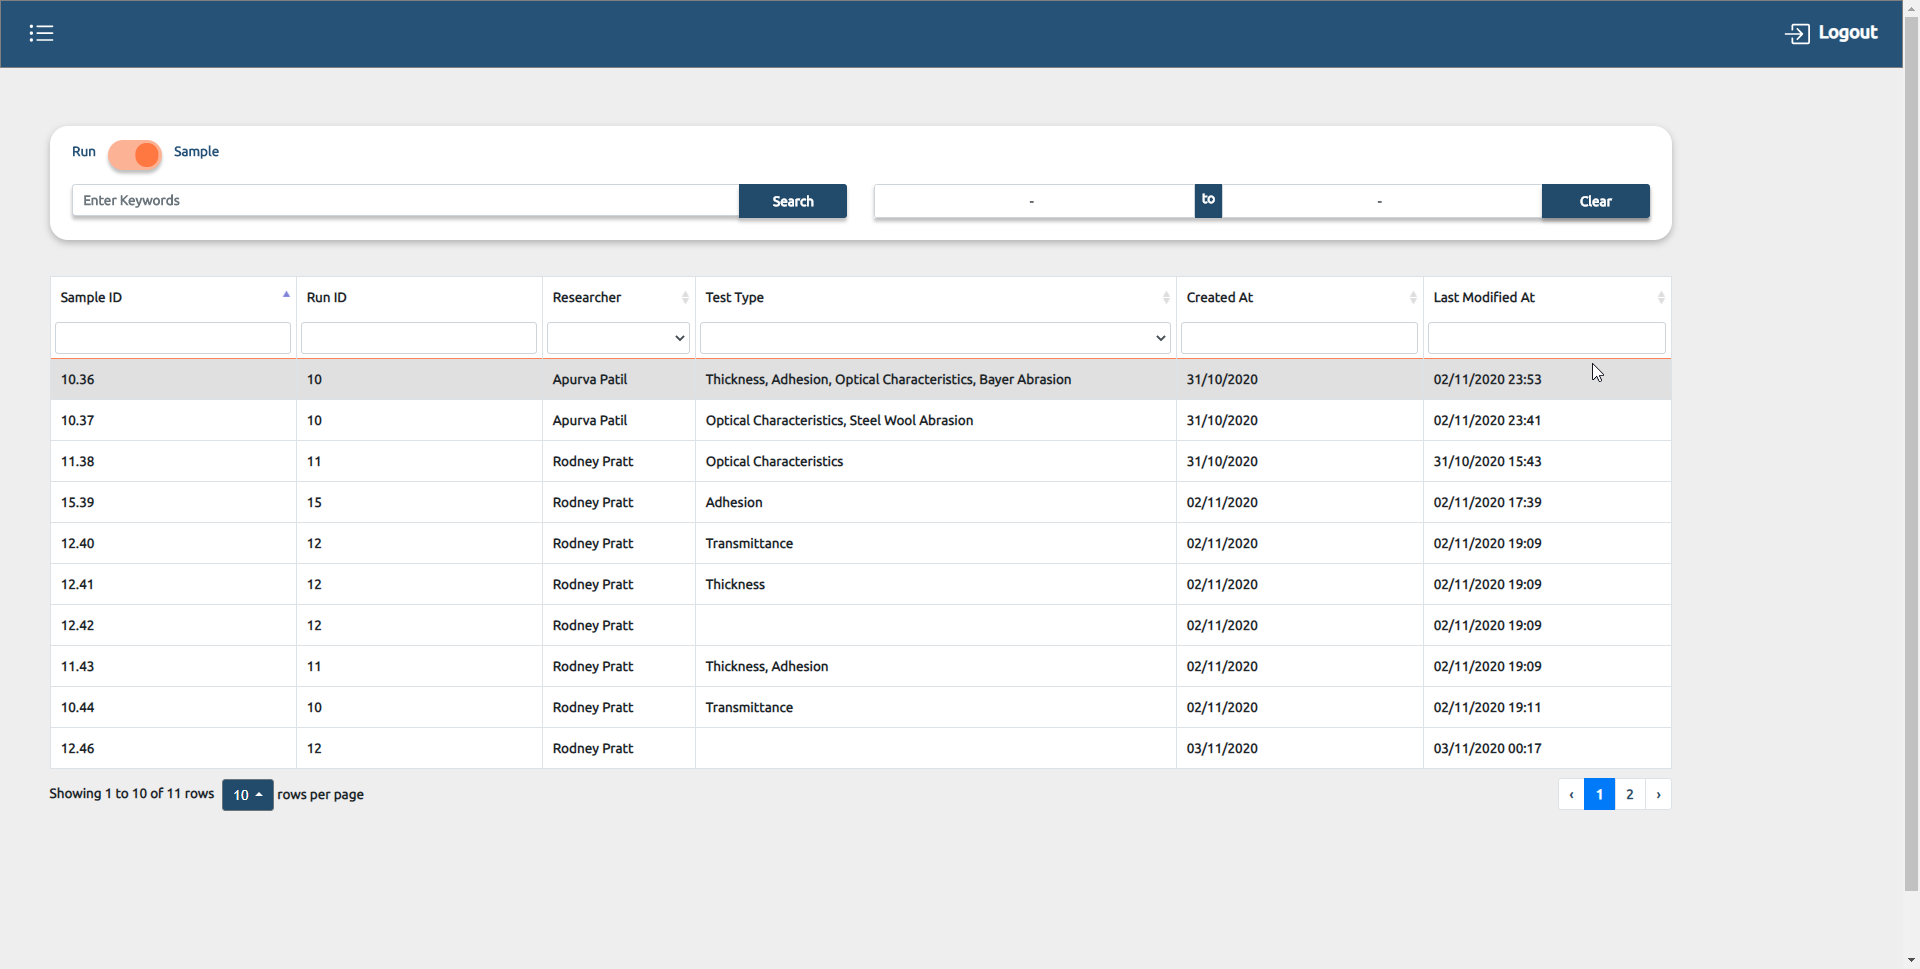 Logout
Run Sample
Enter Keywords Search - to - Clear
Sample ID Run ID Researcher Test Type Created At Last Modified At
10.36 10 Apurva Patil Thickness, Adhesion, Optical Characteristics, Bayer Abrasion 31/10/2020 02/11/2020 23:53
10.37 10 Apurva Patil Optical Characteristics, Steel Wool Abrasion 31/10/2020 02/11/2020 23:41
11.38 11 Rodney Pratt Optical Characteristics 31/10/2020 31/10/2020 15:43
15.39 15 Rodney Pratt Adhesion 02/11/2020 02/11/2020 17:39
12.40 12 Rodney Pratt Transmittance 02/11/2020 02/11/2020 19:09
12.41 12 Rodney Pratt Thickness 02/11/2020 02/11/2020 19:09
12.42 12 Rodney Pratt 02/11/2020 02/11/2020 19:09
11.43 11 Rodney Pratt Thickness, Adhesion 02/11/2020 02/11/2020 19:09
10.44 10 Rodney Pratt Transmittance 02/11/2020 02/11/2020 19:11
12.46 12 Rodney Pratt 03/11/2020 03/11/2020 00:17
Showing 1 to 10 of 11 rows 10 rows per page ‹ 1 2 ›